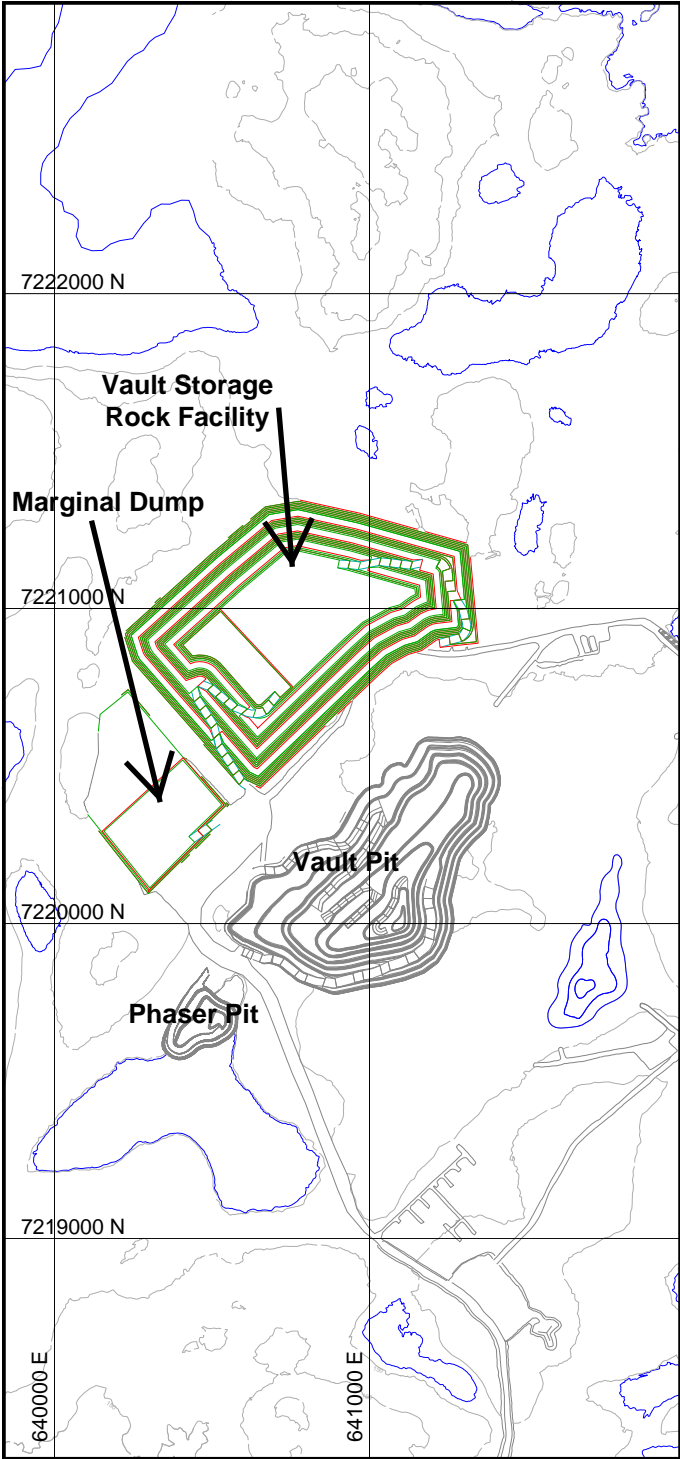 7222000 N
Vault Storage
Rock Facility
Marginal Dump
7221000 N
Vault Pit
7220000 N
Phaser Pit
7219000 N
640000 E
641000 E